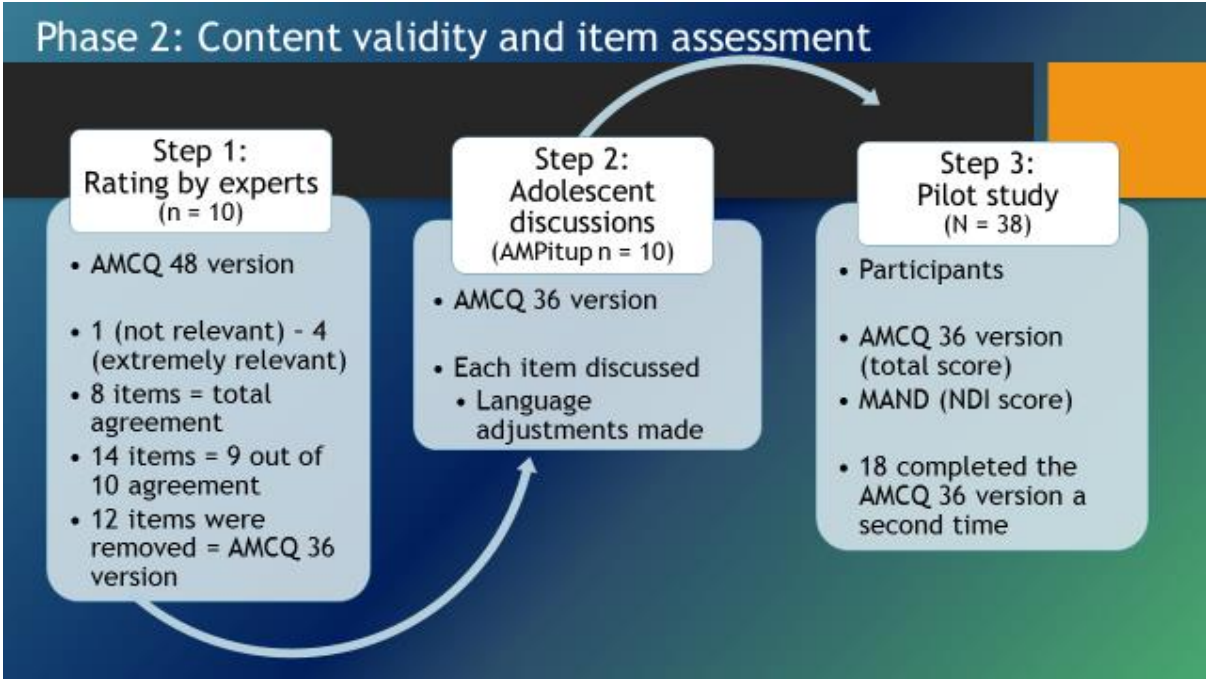 Phase 2: Content validity and item assessment
Step 1:
Rating by experts
(n = 10)
• AMCQ 48 version
• 1 (not relevant) – 4
(extremely relevant)
• 8 items = total
agreement
• 14 items = 9 out of
10 agreement
• 12 items were
removed = AMCQ 36
version
Step 2:
Adolescent
discussions
(AMPitup n = 10)
• AMCQ 36 version
• Each item discussed
• Language
adjustments made
Step 3:
Pilot study
(N = 38)
• Participants
• AMCQ 36 version
(total score)
• MAND (NDI score)
• 18 completed the
AMCQ 36 version a
second time